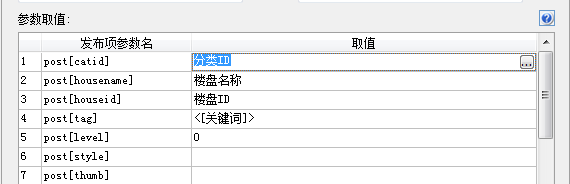 参数取值:
发布项参数名 取值
1 post[catid] 分类ID ...
2 post[housename] 楼盘名称
3 post[houseid] 楼盘ID
4 post[tag] <[关键词]>
5 post[level] 0
6 post[style]
7 post[thumb]